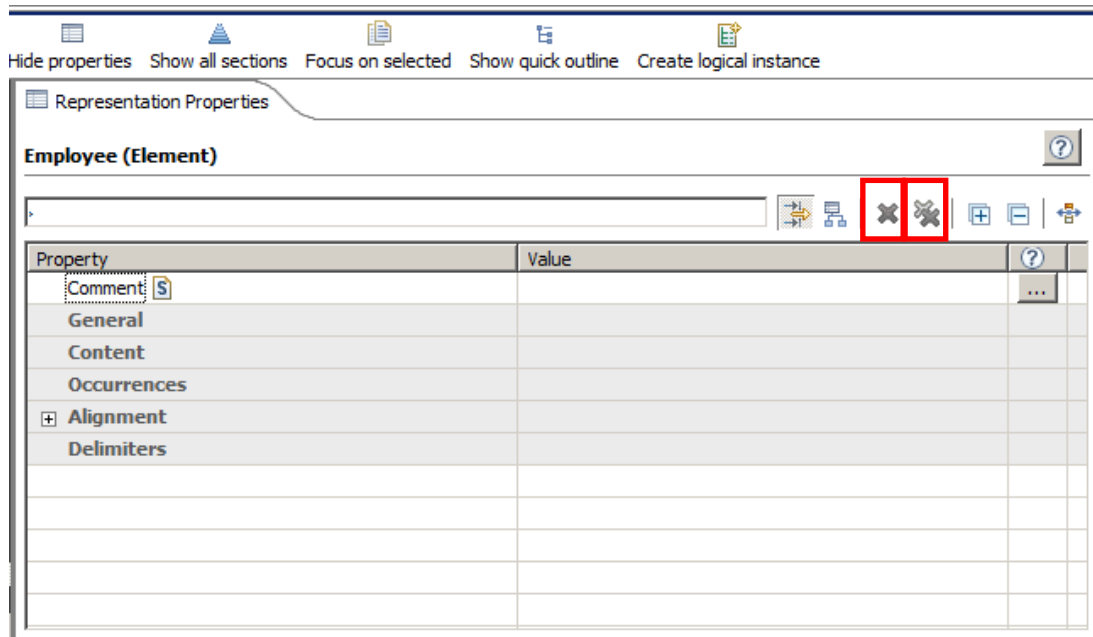 Hide properties Show all sections Focus on selected Show quick outline Create logical instance
Representation Properties
Employee (Element)
Property Value
Comment S ...
General
Content
Occurrences
Alignment
Delimiters